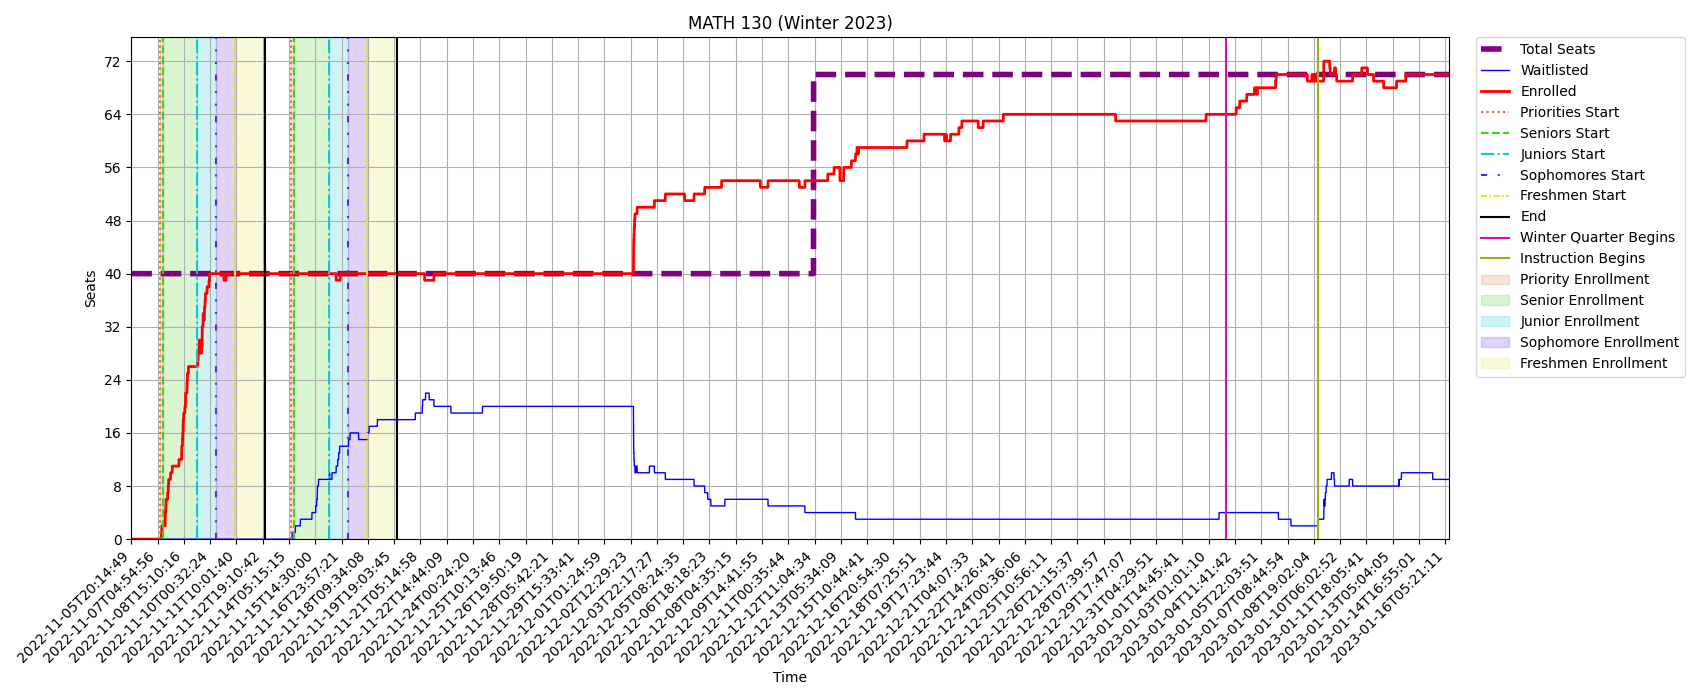 MATH 130 (Winter 2023)
Seats
72
64
56
48
40
32
24
16
8
0
2022-11-05T20:14:49
2022-11-07T04:54:56
2022-11-08T15:10:16
2022-11-10T00:32:24
2022-11-11T10:01:40
2022-11-12T19:10:42
2022-11-14T05:15:15
2022-11-15T14:30:00
2022-11-16T23:57:21
2022-11-18T09:34:08
2022-11-19T19:03:45
2022-11-21T05:14:58
2022-11-22T14:44:09
2022-11-24T00:24:20
2022-11-25T10:13:46
2022-11-26T19:50:19
2022-11-28T05:42:21
2022-11-29T15:33:41
2022-12-01T01:24:59
2022-12-02T12:29:23
2022-12-03T22:17:27
2022-12-05T08:24:35
2022-12-06T18:18:23
2022-12-08T04:35:15
2022-12-09T14:41:55
2022-12-11T00:35:44
2022-12-12T11:04:34
2022-12-13T05:34:09
2022-12-15T10:44:41
2022-12-16T20:54:30
2022-12-18T07:25:51
2022-12-19T17:23:44
2022-12-21T04:07:33
2022-12-22T14:26:41
2022-12-24T00:36:06
2022-12-25T10:56:11
2022-12-26T21:15:37
2022-12-28T07:39:57
2022-12-29T17:47:07
2022-12-31T04:29:51
2023-01-01T14:45:41
2023-01-03T01:01:10
2023-01-04T11:41:42
2023-01-05T22:03:51
2023-01-07T08:44:54
2023-01-08T19:02:04
2023-01-10T06:02:52
2023-01-11T18:05:41
2023-01-13T05:04:05
2023-01-14T16:55:01
2023-01-16T05:21:11
Time
Total Seats
Waitlisted
Enrolled
Priorities Start
Seniors Start
Juniors Start
Sophomores Start
Freshmen Start
End
Winter Quarter Begins
Instruction Begins
Priority Enrollment
Senior Enrollment
Junior Enrollment
Sophomore Enrollment
Freshmen Enrollment